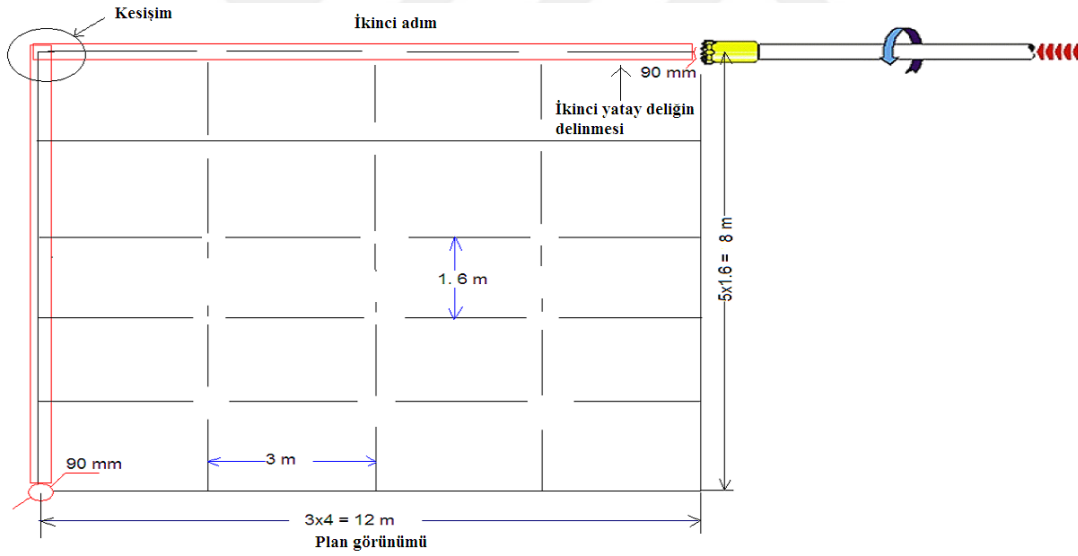 Kesişim
İkinci adım
90 mm
İkinci yatay deliğin
delinmesi
1. 6 m
5x1.6 = 8 m
3 m
90 mm
3x4 = 12 m
Plan görünümü